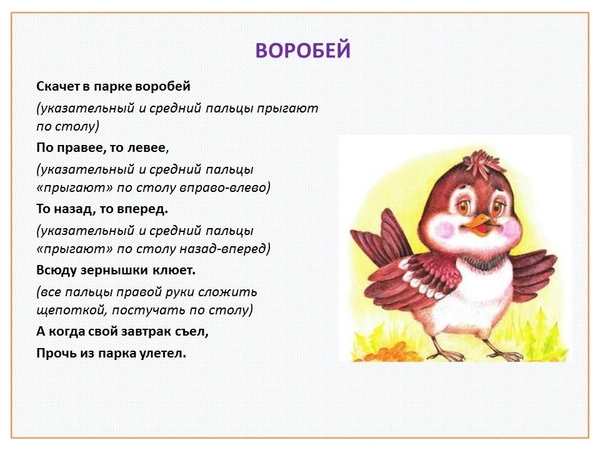 ВОРОБЕЙ
Скачет в парке воробей
(указательный и средний пальцы прыгают
по столу)
По правее, то левее,
(указательный и средний пальцы
«прыгают» по столу вправо-влево)
То назад, то вперед.
(указательный и средний пальцы
«прыгают» по столу назад-вперед)
Всюду зернышки клюет.
(все пальцы правой руки сложить
щепоткой, постучать по столу)
А когда свой завтрак съел,
Прочь из парка улетел.